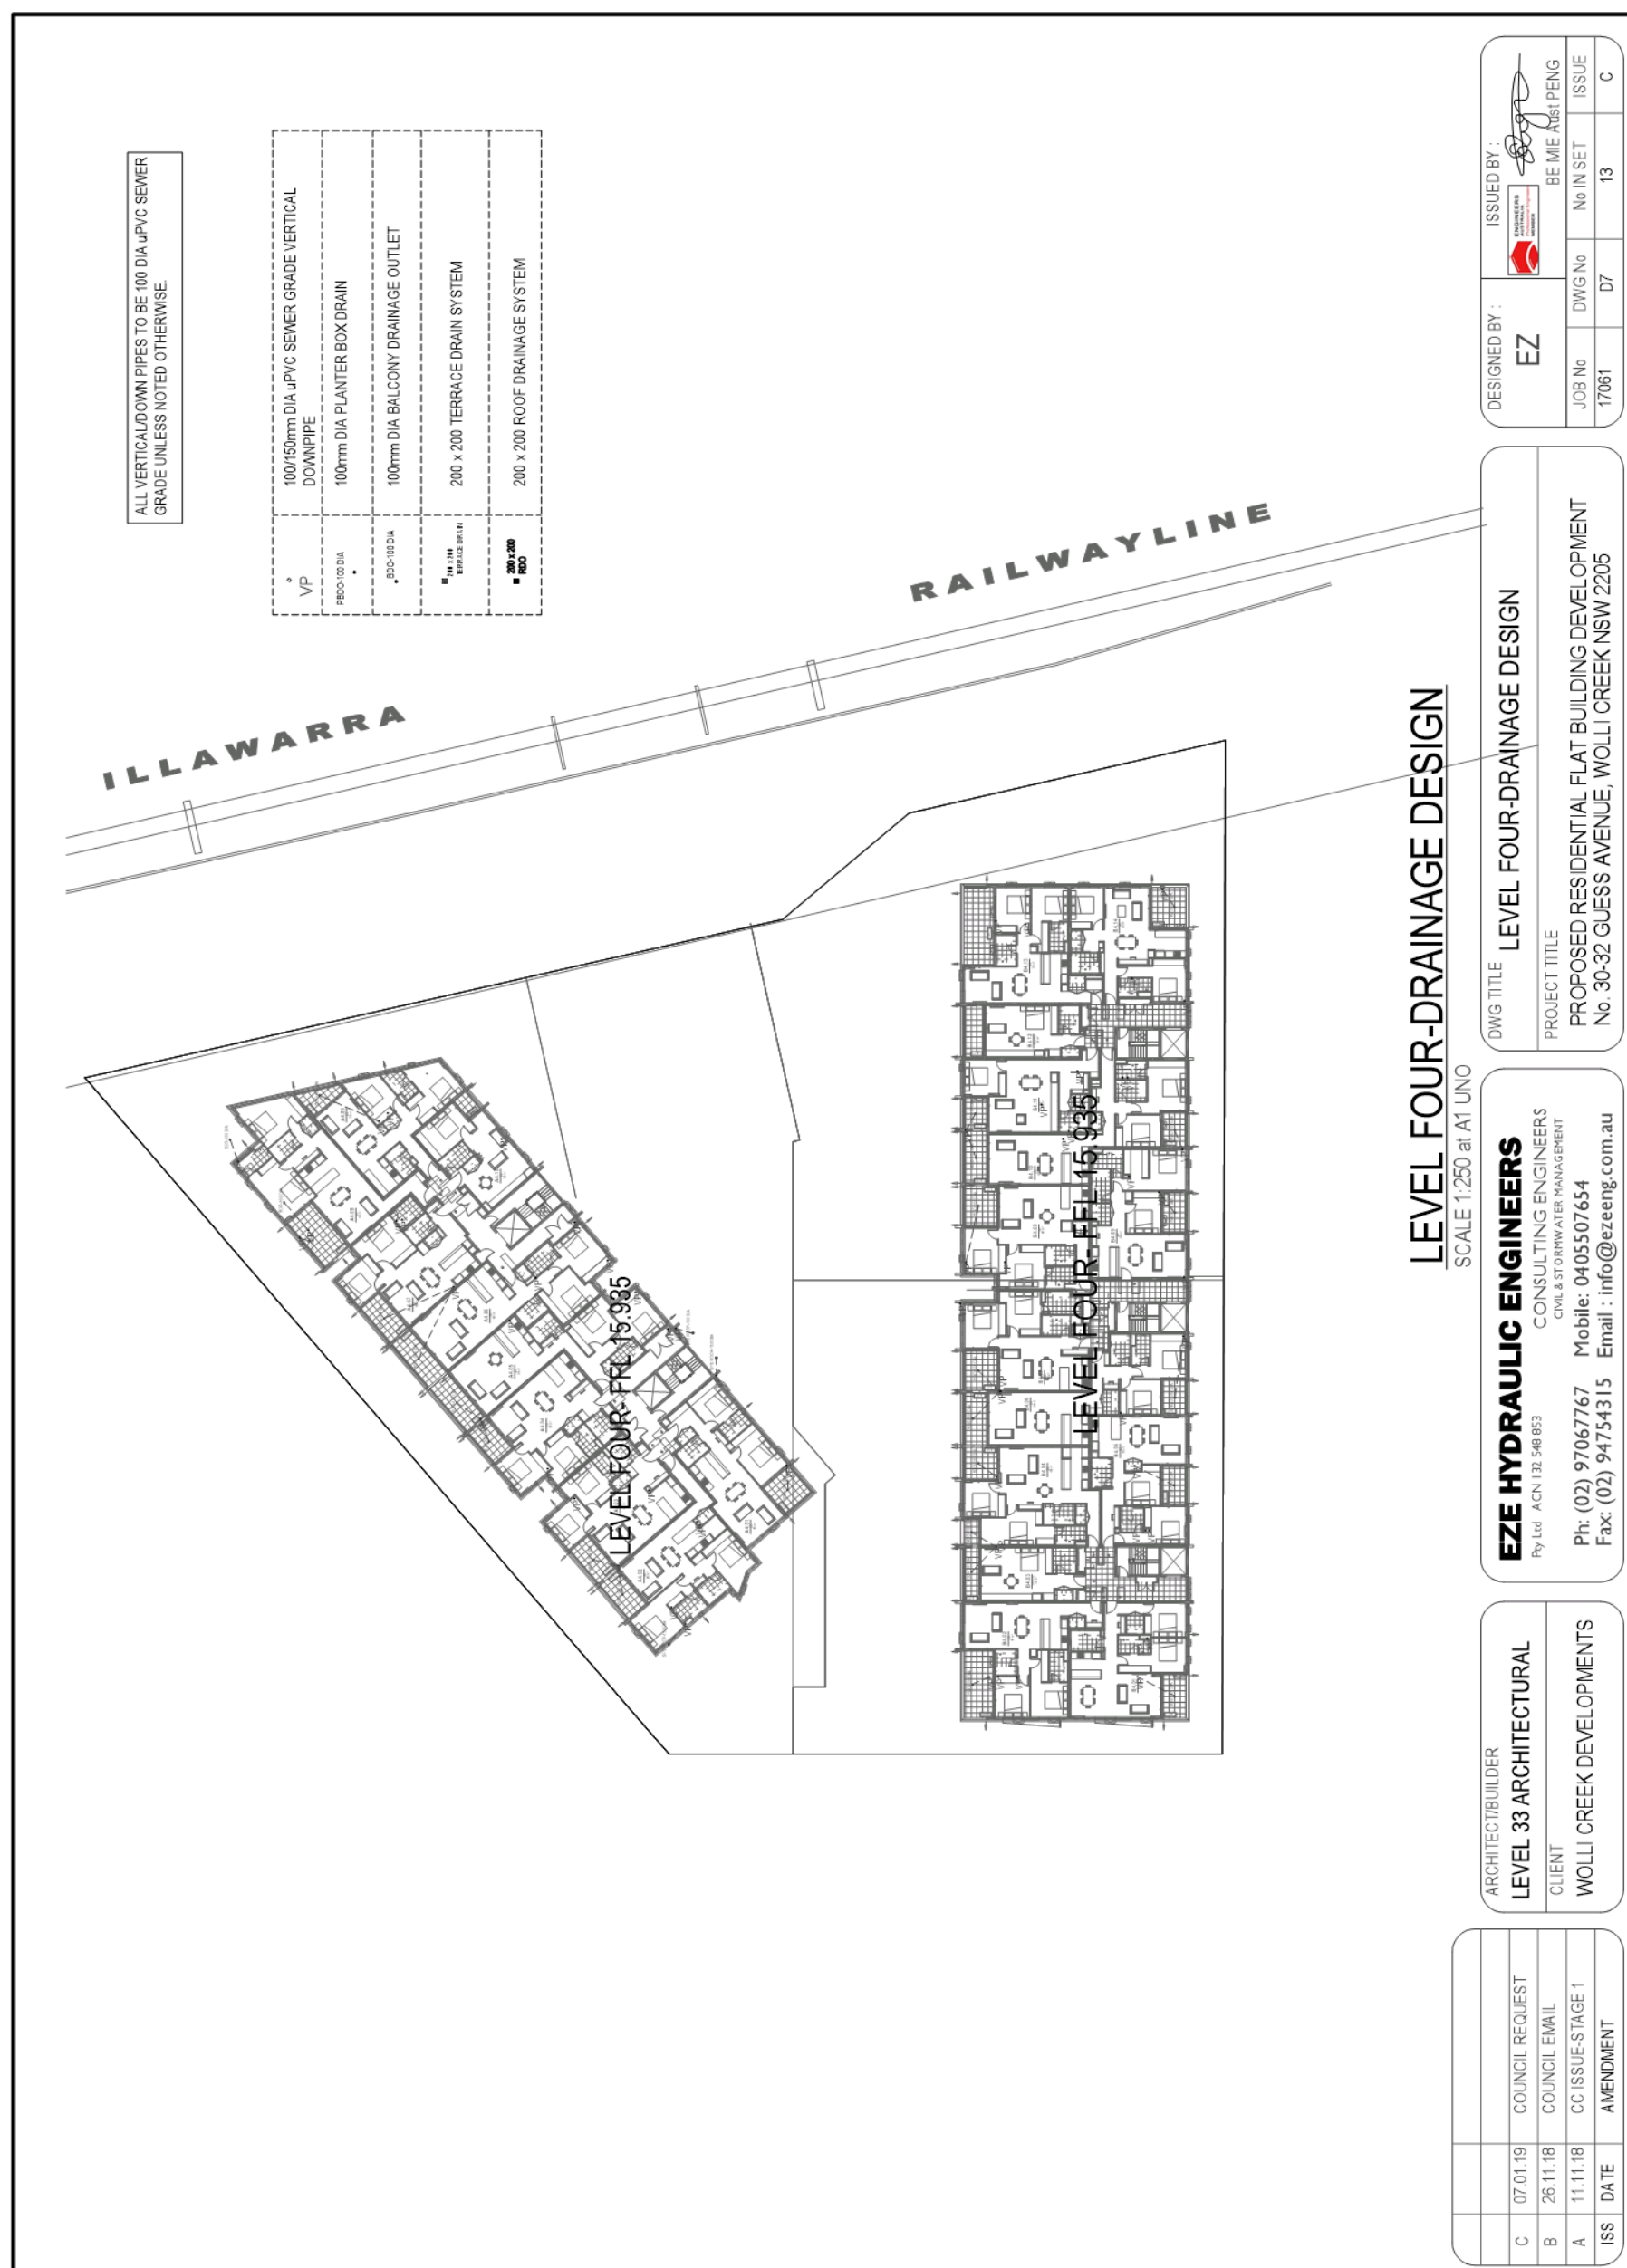 ALL VERTICAL/DOWN PIPES TO BE 100 DIA uPVC SEWER
GRADE UNLESS NOTED OTHERWISE.
VP
100/150mm DIA uPVC SEWER GRADE VERTICAL
DOWNPIPE
PBDO-100 DIA
100mm DIA PLANTER BOX DRAIN
BDO-100 DIA
100mm DIA BALCONY DRAINAGE OUTLET
200 x 200
TERRACE DRAIN
200 x 200 TERRACE DRAIN SYSTEM
200 x 200
RDO
200 x 200 ROOF DRAINAGE SYSTEM
ILLAWARRA
RAILWAYLINE
LEVEL FOUR- FFL 15.935
LEVEL FOUR- FFL 15.935
LEVEL FOUR-DRAINAGE DESIGN
SCALE 1:250 at A1 UNO
C 07.01.19 COUNCIL REQUEST
B 26.11.18 COUNCIL EMAIL
A 11.11.18 CC ISSUE-STAGE 1
ISS DATE AMENDMENT
ARCHITECT/BUILDER
LEVEL 33 ARCHITECTURAL
CLIENT
WOLLI CREEK DEVELOPMENTS
EZE HYDRAULIC ENGINEERS
Pty Ltd ACN 132 548 853
CONSULTING ENGINEERS
CIVIL & STORMWATER MANAGEMENT
Ph: (02) 97067767 Mobile: 0405507654
Fax: (02) 94754315 Email : info@ezeeng.com.au
DWG TITLE
LEVEL FOUR-DRAINAGE DESIGN
PROJECT TITLE
PROPOSED RESIDENTIAL FLAT BUILDING DEVELOPMENT
No. 30-32 GUESS AVENUE, WOLLI CREEK NSW 2205
DESIGNED BY :
EZ
ISSUED BY :
ENGINEERS
AUSTRALIA
MEMBER
BE MIE Aust PENG
JOB No DWG No No IN SET ISSUE
17061 D7 13 C